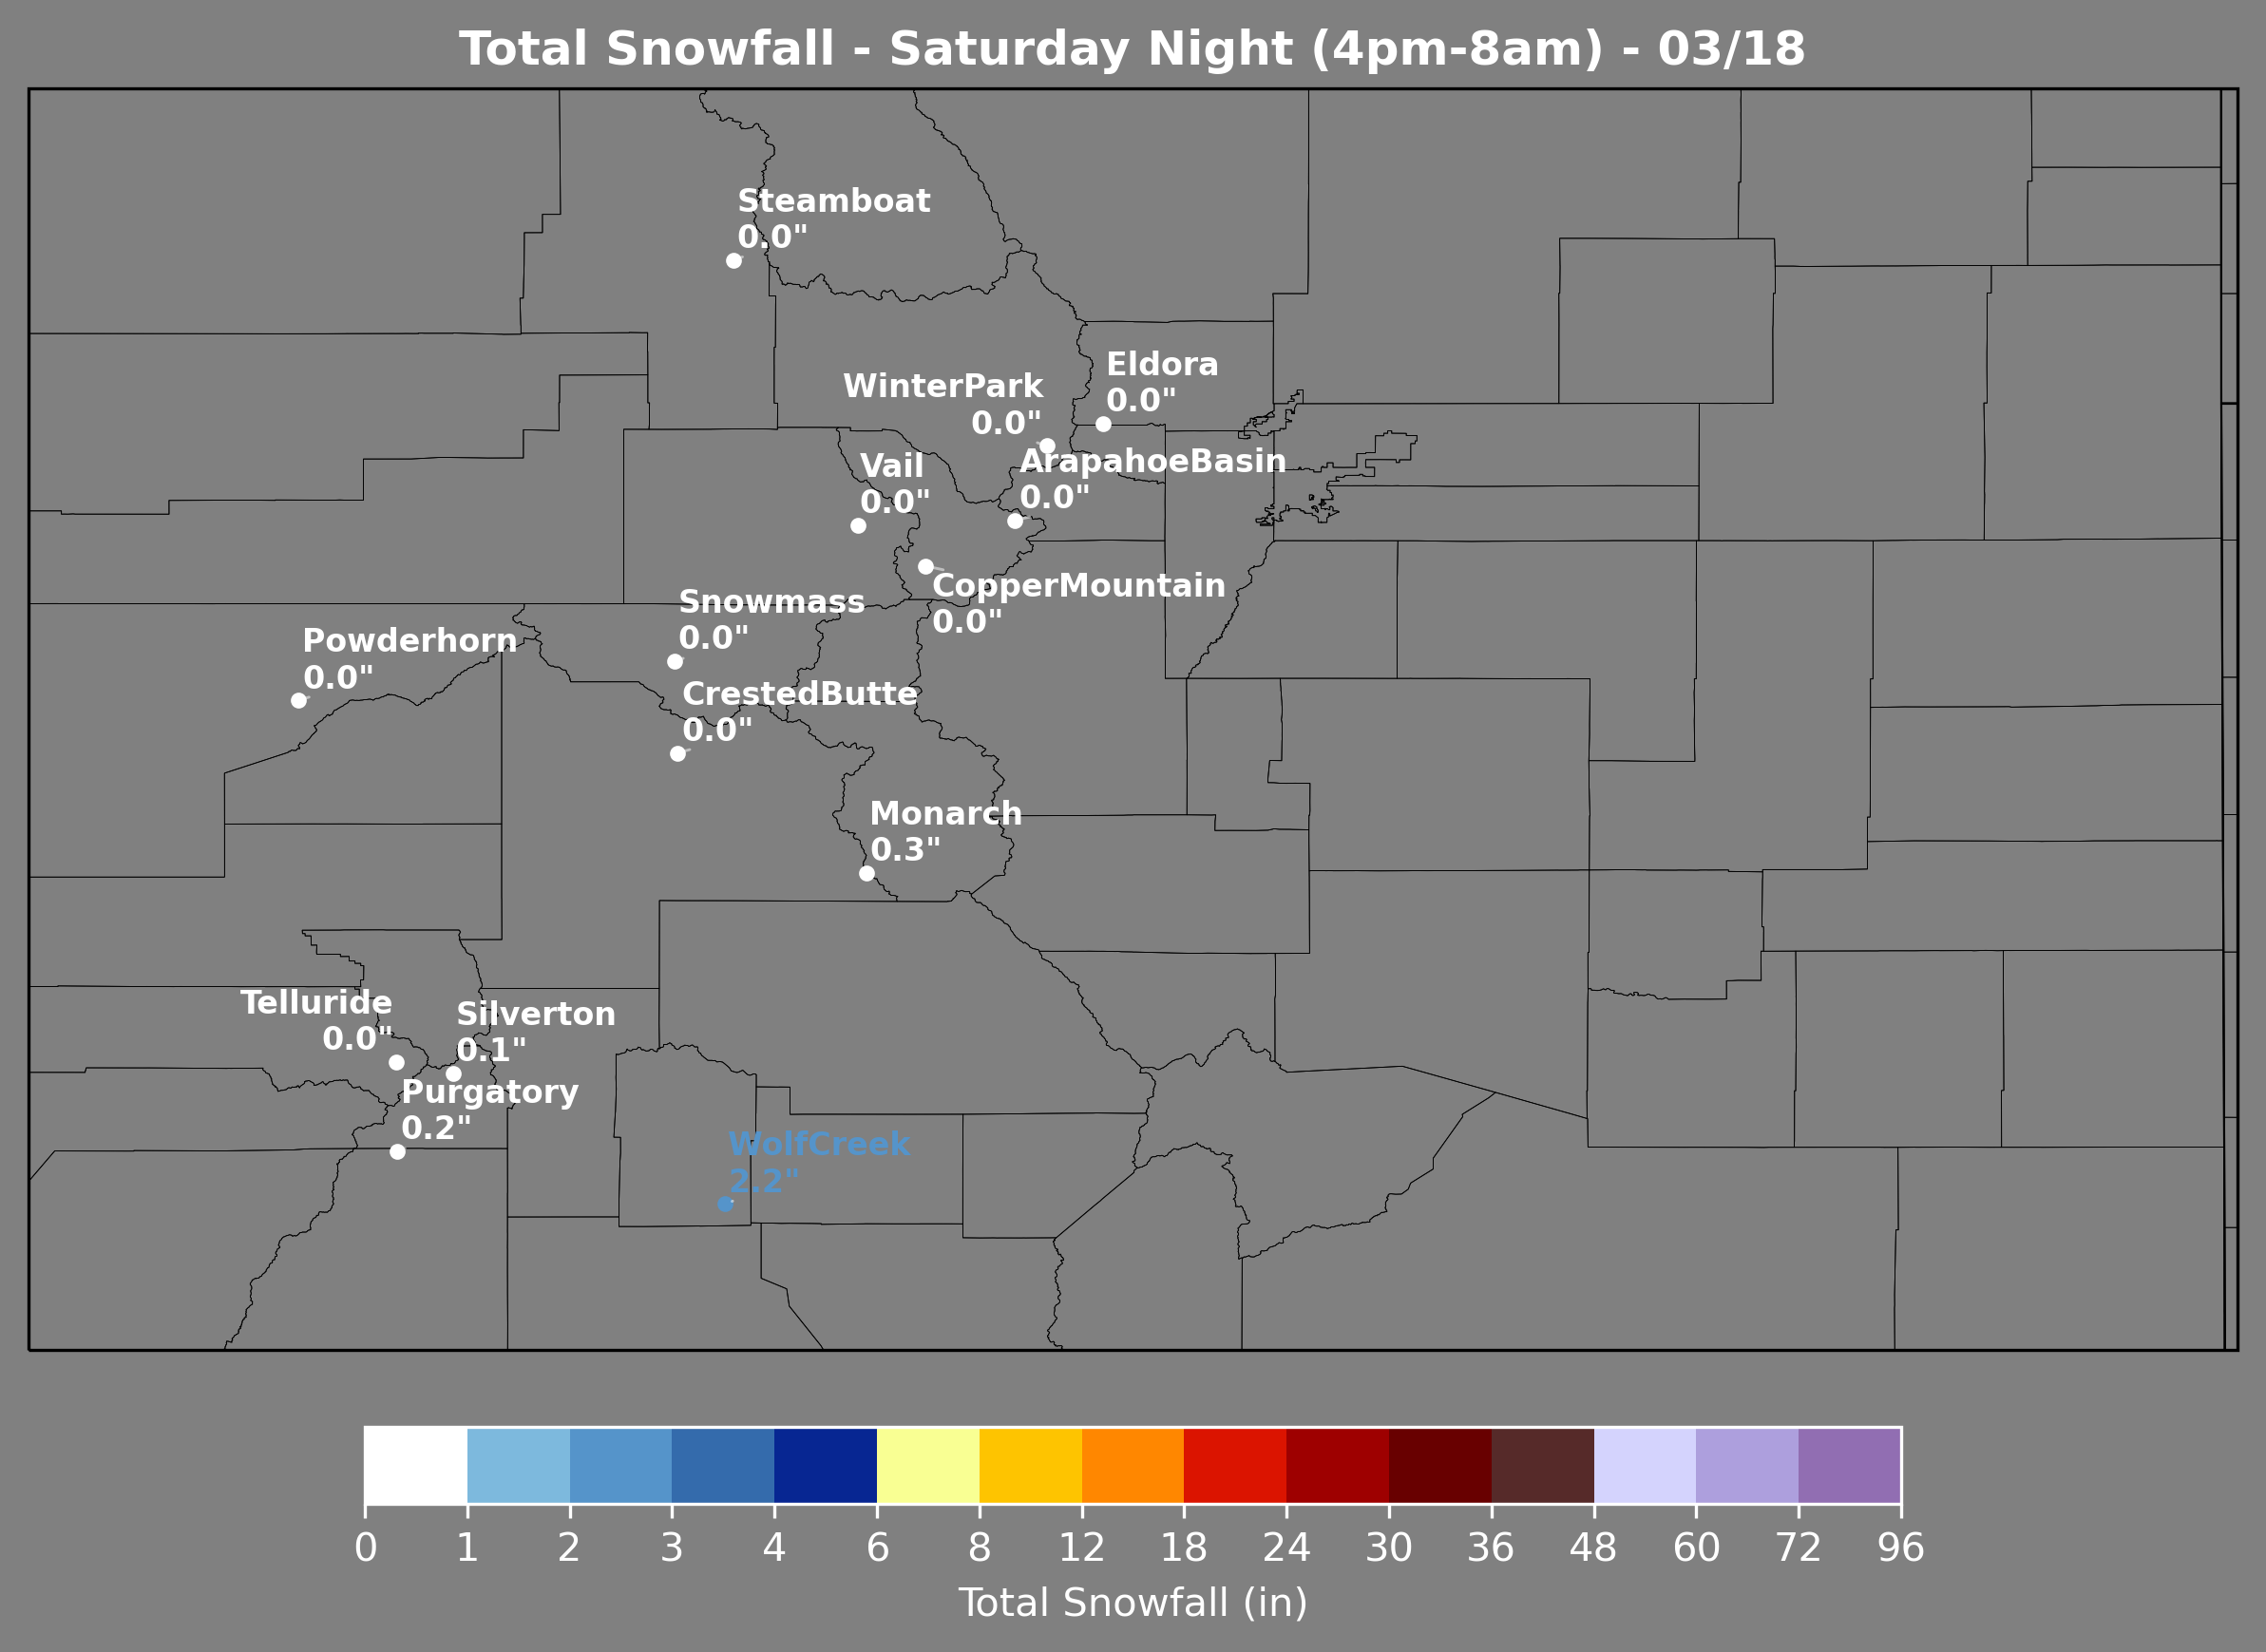 Total Snowfall - Saturday Night (4pm-8am) - 03/18
Steamboat
0.0"
Eldora
0.0"
WinterPark
0.0"
ArapahoeBasin
0.0"
Vail
0.0"
CopperMountain
0.0"
Snowmass
0.0"
Powderhorn
0.0"
CrestedButte
0.0"
Monarch
0.3"
Telluride
0.0"
Silverton
0.1"
Purgatory
0.2"
WolfCreek
2.2"
0 1 2 3 4 6 8 12 18 24 30 36 48 60 72 96
Total Snowfall (in)